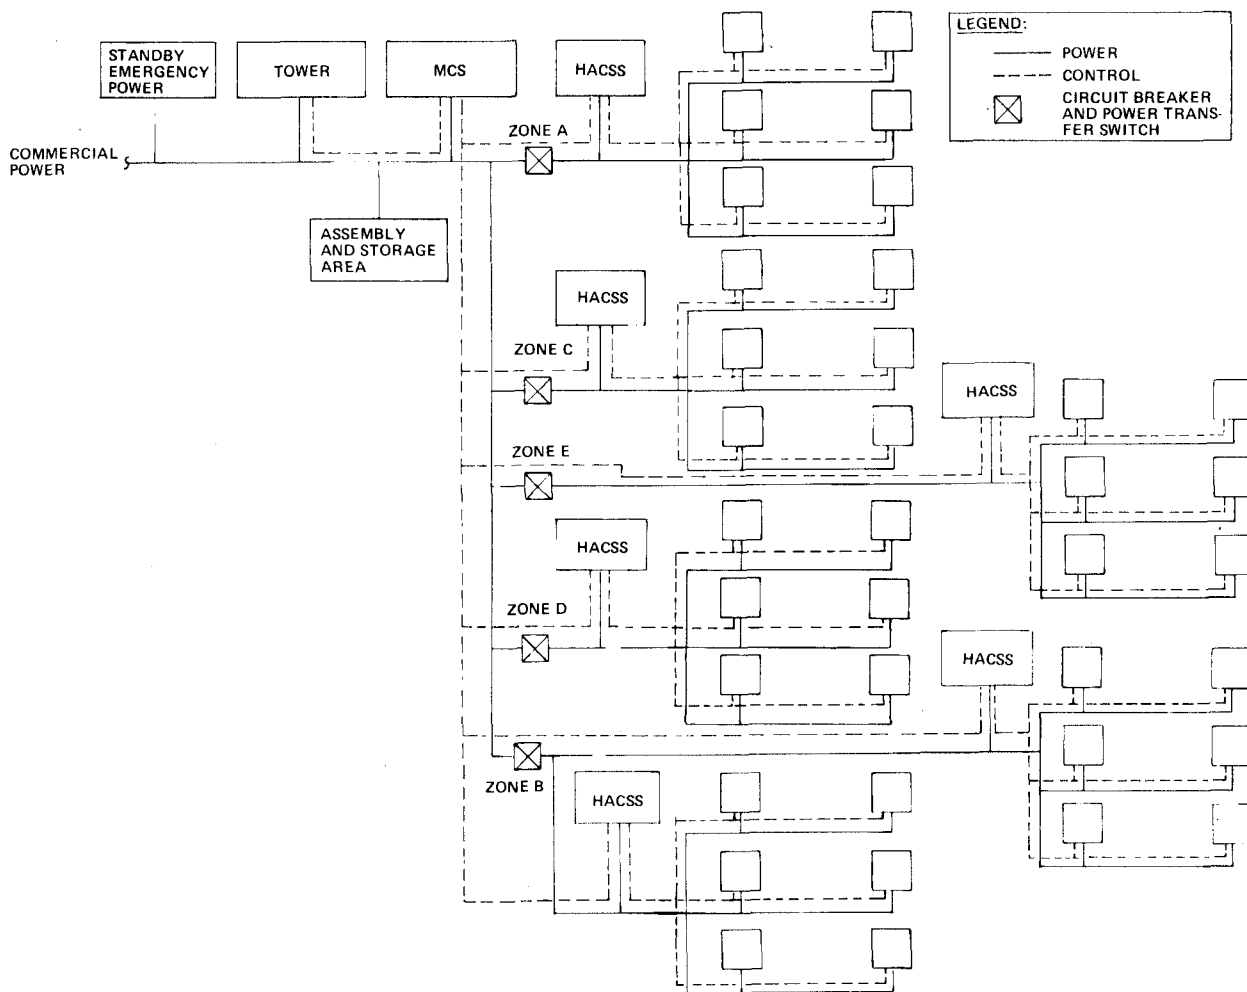 LEGEND:
POWER
CONTROL
CIRCUIT BREAKER
AND POWER TRANS-
FER SWITCH
STANDBY
EMERGENCY
POWER
TOWER
MCS
HACSS
ZONE A
COMMERCIAL
POWER
ASSEMBLY
AND STORAGE
AREA
HACSS
ZONE C
HACSS
ZONE E
HACSS
ZONE D
HACSS
ZONE B
HACSS